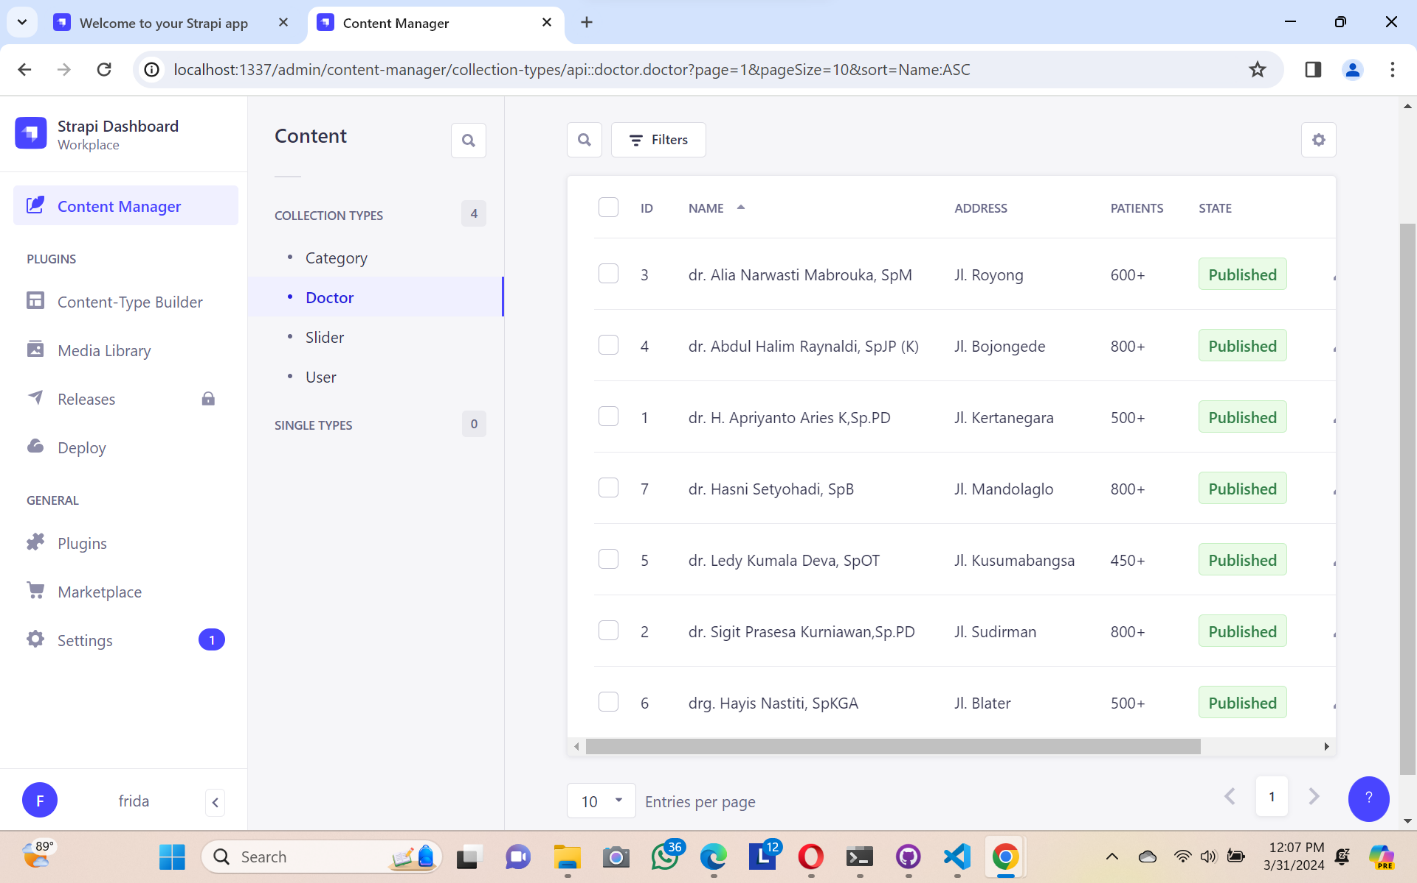 Welcome to your Strapi app
Content Manager
localhost:1337/admin/content-manager/collection-types/api::doctor.doctor?page=1&pageSize=10&sort=Name:ASC
Strapi Dashboard
Workplace
Content Manager
PLUGINS
Content-Type Builder
Media Library
Releases
Deploy
GENERAL
Plugins
Marketplace
Settings 1
F frida
Content
COLLECTION TYPES 4
Category
Doctor
Slider
User
SINGLE TYPES 0
Filters
ID NAME ADDRESS PATIENTS STATE
3 dr. Alia Narwasti Mabrouka, SpM Jl. Royong 600+ Published
4 dr. Abdul Halim Raynaldi, SpJP (K) Jl. Bojongede 800+ Published
1 dr. H. Apriyanto Aries K,Sp.PD Jl. Kertanegara 500+ Published
7 dr. Hasni Setyohadi, SpB Jl. Mandolaglo 800+ Published
5 dr. Ledy Kumala Deva, SpOT Jl. Kusumabangsa 450+ Published
2 dr. Sigit Prasesa Kurniawan,Sp.PD Jl. Sudirman 800+ Published
6 drg. Hayis Nastiti, SpKGA Jl. Blater 500+ Published
10 Entries per page
1
?
89°
Search
36
L 12
12:07 PM
3/31/2024
PRE